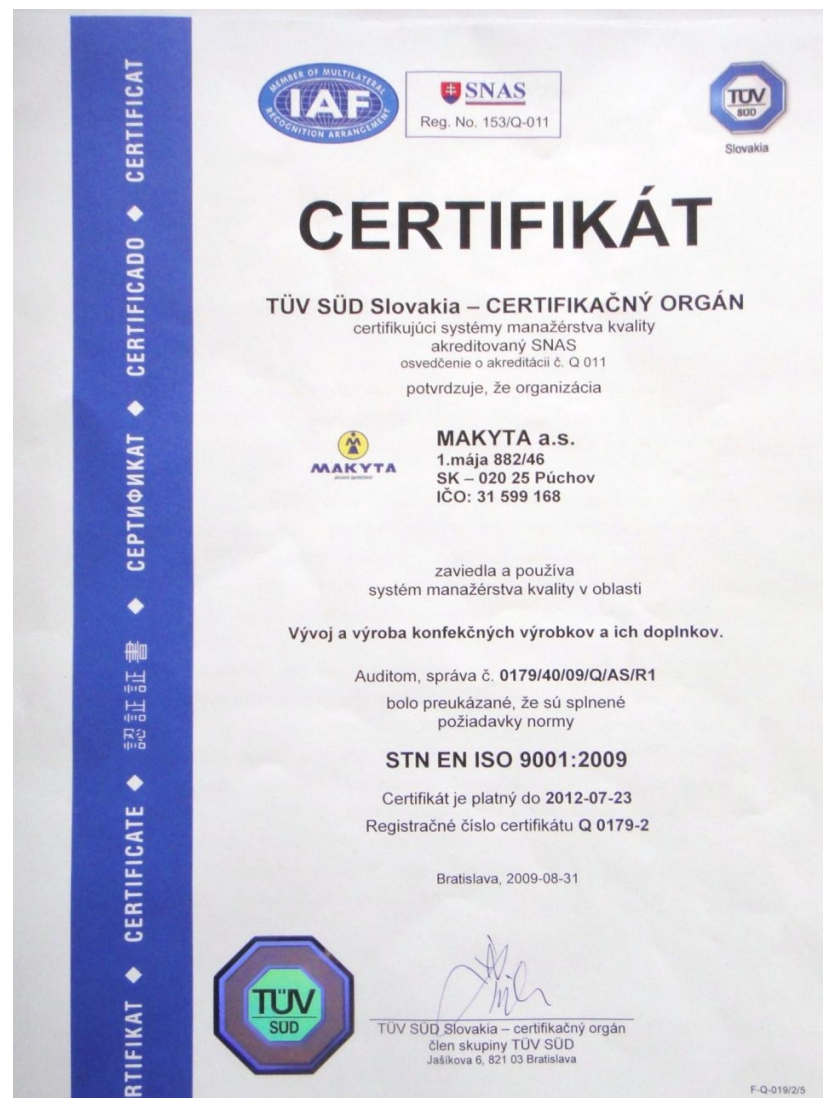 MEMBER OF MULTILATERAL
IAF
RECOGNITION ARRANGEMENT
SNAS
Reg. No. 153/Q-011
TÜV
SÜD
Slovakia
CERTIFIKÁT
TÜV SÜD Slovakia – CERTIFIKAČNÝ ORGÁN
certifikujúci systémy manažérstva kvality
akreditovaný SNAS
osvedčenie o akreditácii č. Q 011
potvrdzuje, že organizácia
MAKYTA
MAKYTA a.s.
1.mája 882/46
SK – 020 25 Púchov
IČO: 31 599 168
zaviedla a používa
systém manažérstva kvality v oblasti
Vývoj a výroba konfekčných výrobkov a ich doplnkov.
Auditom, správa č. 0179/40/09/Q/AS/R1
bolo preukázané, že sú splnené
požiadavky normy
STN EN ISO 9001:2009
Certifikát je platný do 2012-07-23
Registračné číslo certifikátu Q 0179-2
Bratislava, 2009-08-31
TÜV
SÜD
TÜV SÜD Slovakia – certifikačný orgán
člen skupiny TÜV SÜD
Jašíkova 6, 821 03 Bratislava
F-Q-019/2/5
RTIFIKAT ◆ CERTIFICATE ◆ 認証証書 ◆ СЕРТИФИКАТ ◆ CERTIFICADO ◆ CERTIFICAT